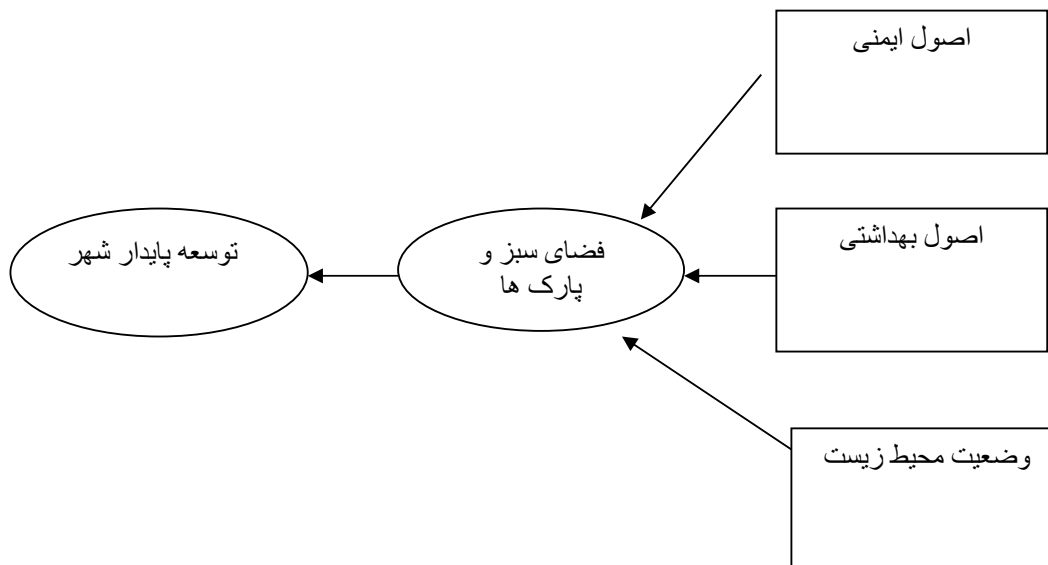 اصول ایمنی
اصول بهداشتی
فضای سبز و
پارک ها
توسعه پایدار شهر
وضعیت محیط زیست